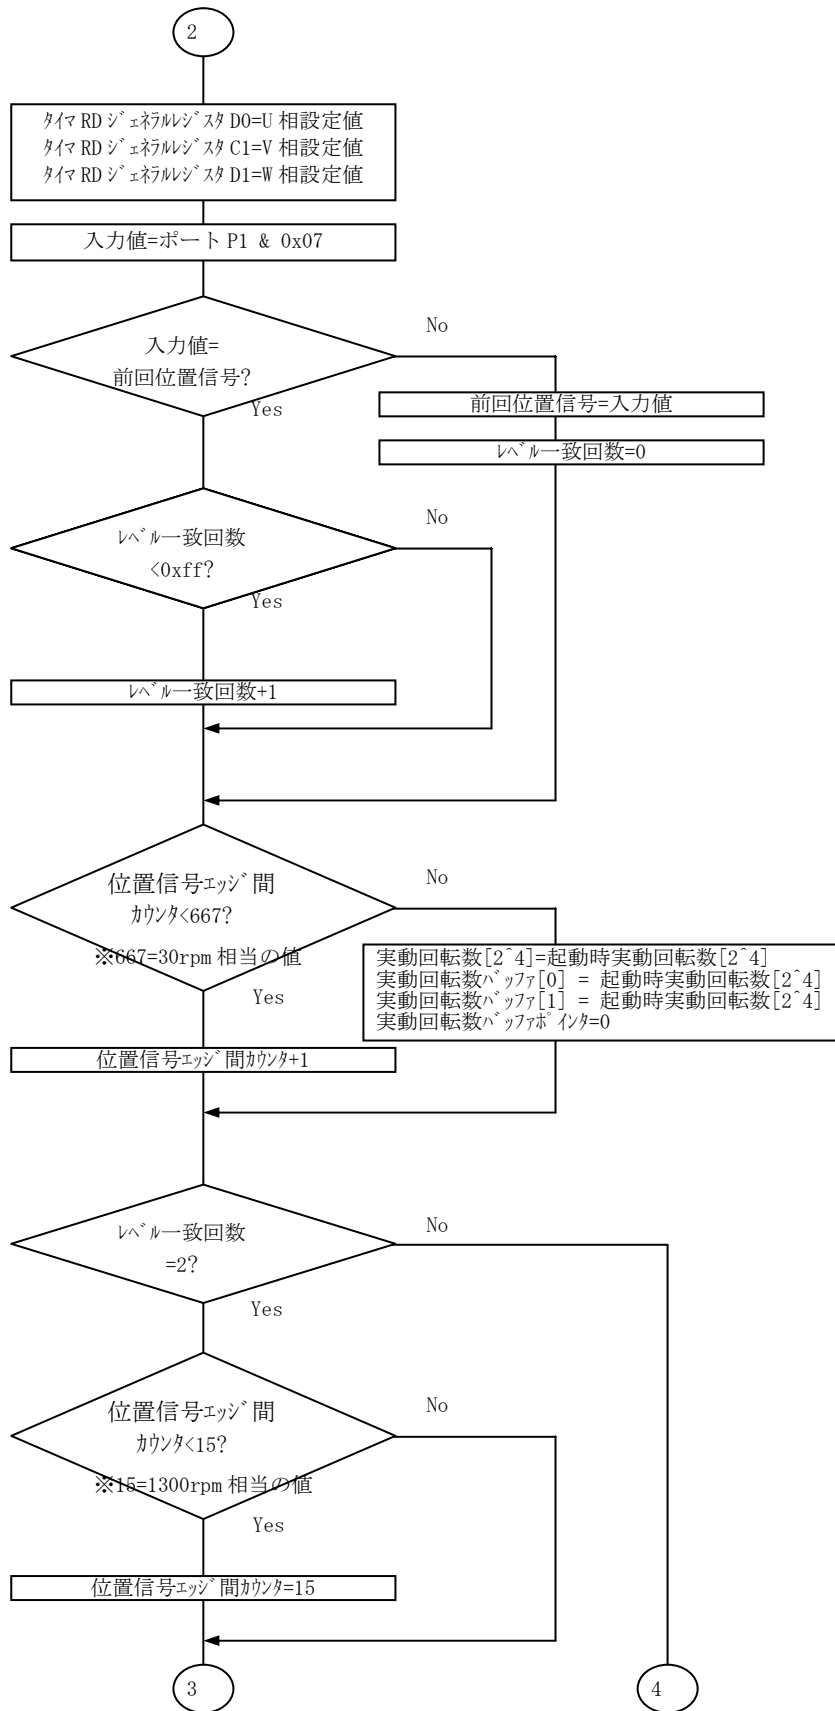 2
ﾀｲﾏ RD ｼﾞｪﾈﾗﾙﾚｼﾞｽﾀ D0=U 相設定値
ﾀｲﾏ RD ｼﾞｪﾈﾗﾙﾚｼﾞｽﾀ C1=V 相設定値
ﾀｲﾏ RD ｼﾞｪﾈﾗﾙﾚｼﾞｽﾀ D1=W 相設定値
入力値=ポート P1 & 0x07
入力値=
前回位置信号?
No
Yes
前回位置信号=入力値
ﾚﾍﾞﾙ一致回数=0
ﾚﾍﾞﾙ一致回数
<0xff?
No
Yes
ﾚﾍﾞﾙ一致回数+1
位置信号ｴｯｼﾞ間
ｶｳﾝﾀ<667?
※667=30rpm 相当の値
No
Yes
実動回転数[2^4]=起動時実動回転数[2^4]
実動回転数ﾊﾞｯﾌｧ[0] = 起動時実動回転数[2^4]
実動回転数ﾊﾞｯﾌｧ[1] = 起動時実動回転数[2^4]
実動回転数ﾊﾞｯﾌｧﾎﾟｲﾝﾀ=0
位置信号ｴｯｼﾞ間ｶｳﾝﾀ+1
ﾚﾍﾞﾙ一致回数
=2?
No
Yes
位置信号ｴｯｼﾞ間
ｶｳﾝﾀ<15?
※15=1300rpm 相当の値
No
Yes
位置信号ｴｯｼﾞ間ｶｳﾝﾀ=15
3
4